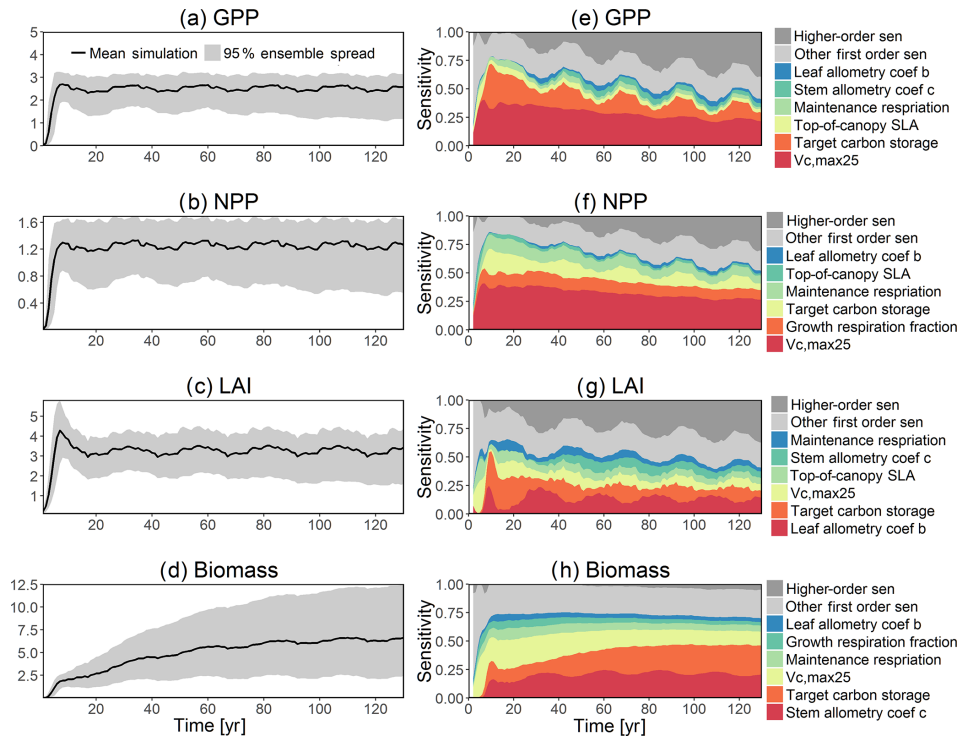 (a) GPP
5
4
3
2
1
0
Mean simulation 95% ensemble spread
20 40 60 80 100 120
(e) GPP
Sensitivity
1.00
0.75
0.50
0.25
0.00
0 20 40 60 80 100 120
Higher-order sen
Other first order sen
Leaf allometry coef b
Stem allometry coef c
Maintenance respriation
Top-of-canopy SLA
Target carbon storage
Vc,max25
(b) NPP
1.6
1.2
0.8
0.4
20 40 60 80 100 120
(f) NPP
Sensitivity
1.00
0.75
0.50
0.25
0.00
0 20 40 60 80 100 120
Higher-order sen
Other first order sen
Leaf allometry coef b
Top-of-canopy SLA
Maintenance respriation
Target carbon storage
Growth respiration fraction
Vc,max25
(c) LAI
5
4
3
2
1
20 40 60 80 100 120
(g) LAI
Sensitivity
1.00
0.75
0.50
0.25
0.00
0 20 40 60 80 100 120
Higher-order sen
Other first order sen
Maintenance respriation
Stem allometry coef c
Top-of-canopy SLA
Vc,max25
Target carbon storage
Leaf allometry coef b
(d) Biomass
12.5
10.0
7.5
5.0
2.5
20 40 60 80 100 120
Time [yr]
(h) Biomass
Sensitivity
1.00
0.75
0.50
0.25
0.00
0 20 40 60 80 100 120
Time [yr]
Higher-order sen
Other first order sen
Leaf allometry coef b
Growth respiration fraction
Maintenance respriation
Vc,max25
Target carbon storage
Stem allometry coef c